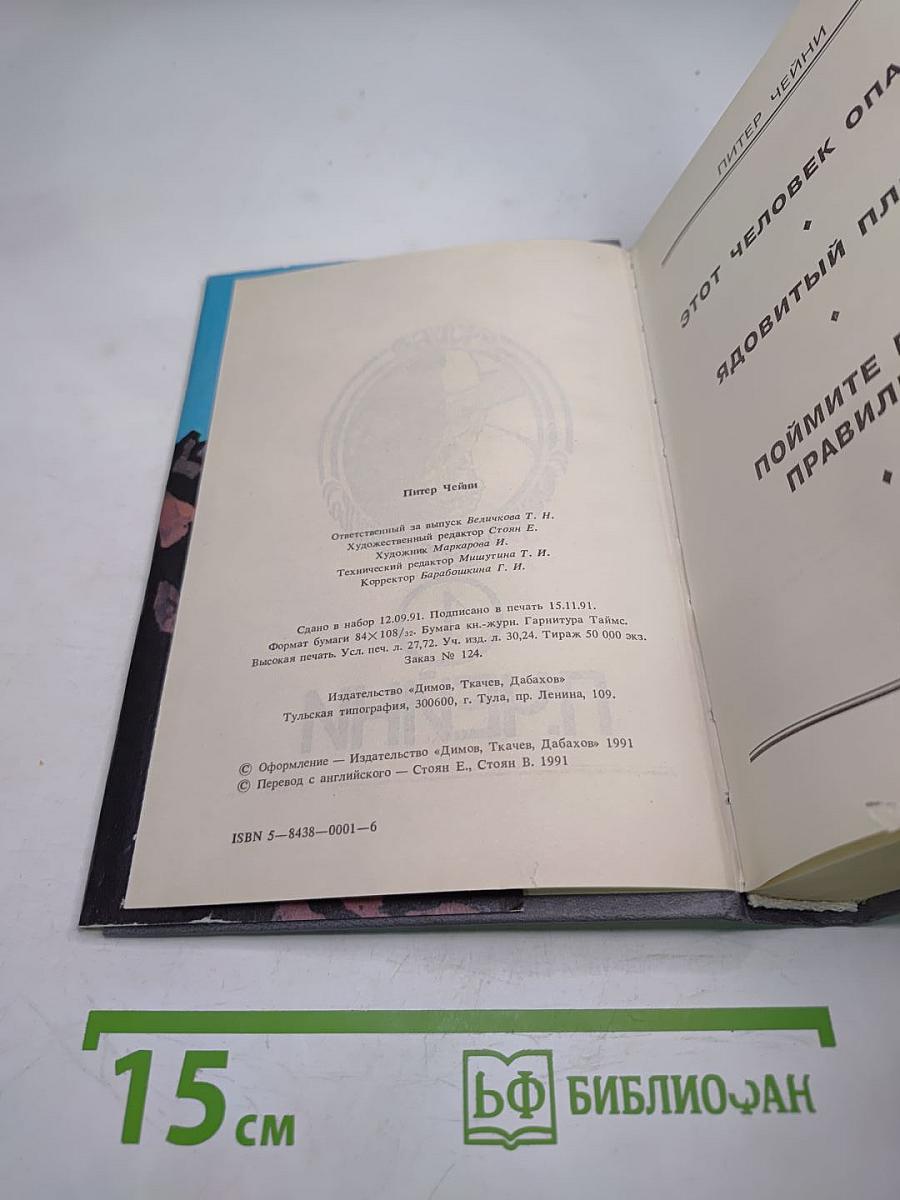 Питер Чейни
Ответственный за выпуск Величкова Т. Н.
Художественный редактор Стоян Е.
Художник Маркарова И.
Технический редактор Мишутина Т. И.
Корректор Барабошкина Г. И.
Сдано в набор 12.09.91. Подписано в печать 15.11.91.
Формат бумаги 84×108/32. Бумага кн.-журн. Гарнитура Таймс.
Высокая печать. Усл. печ. л. 27,72. Уч. изд. л. 30,24. Тираж 50 000 экз.
Заказ № 124.
Издательство «Димов, Ткачев, Дабахов»
Тульская типография, 300600, г. Тула, пр. Ленина, 109.
© Оформление — Издательство «Димов, Ткачев, Дабахов» 1991
© Перевод с английского — Стоян Е., Стоян В. 1991
ISBN 5—8438—0001—6
ПИТЕР ЧЕЙНИ
ЭТОТ ЧЕЛОВЕК
ЯДОВИТЫЙ
ПОЙМИТЕ
15 см
БФ БИБЛИОФАН